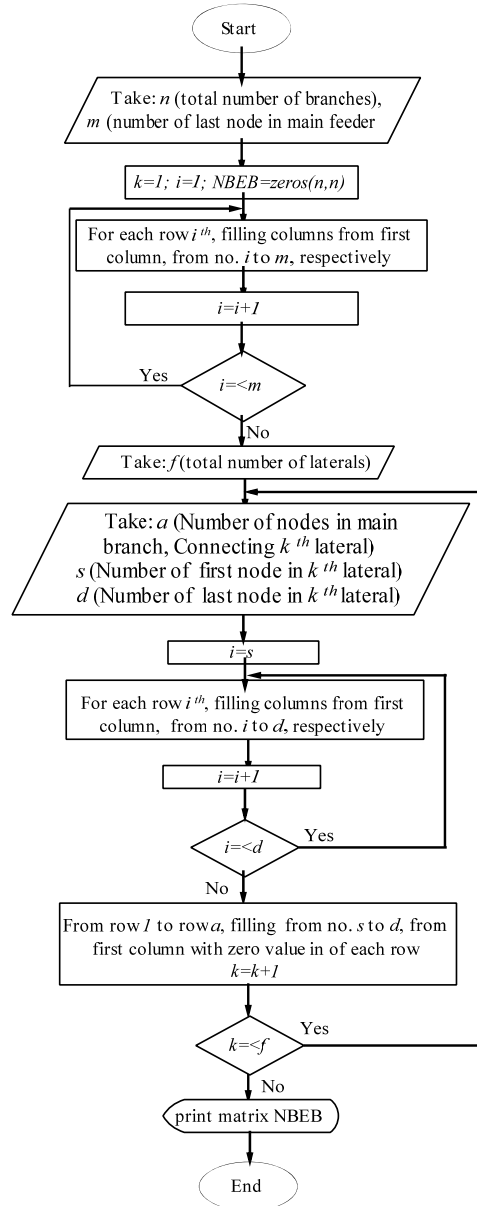 Start
Take: n (total number of branches),
m (number of last node in main feeder
k=1; i=1; NBEB=zeros(n,n)
For each row i th, filling columns from first
column, from no. i to m, respectively
i=i+1
Yes
i=<m
No
Take: f (total number of laterals)
Take: a (Number of nodes in main
branch, Connecting k th lateral)
s (Number of first node in k th lateral)
d (Number of last node in k th lateral)
i=s
For each row i th, filling columns from first
column, from no. i to d, respectively
i=i+1
i=<d
Yes
No
From row 1 to row a, filling from no. s to d, from
first column with zero value in of each row
k=k+1
k=<f
Yes
No
print matrix NBEB
End